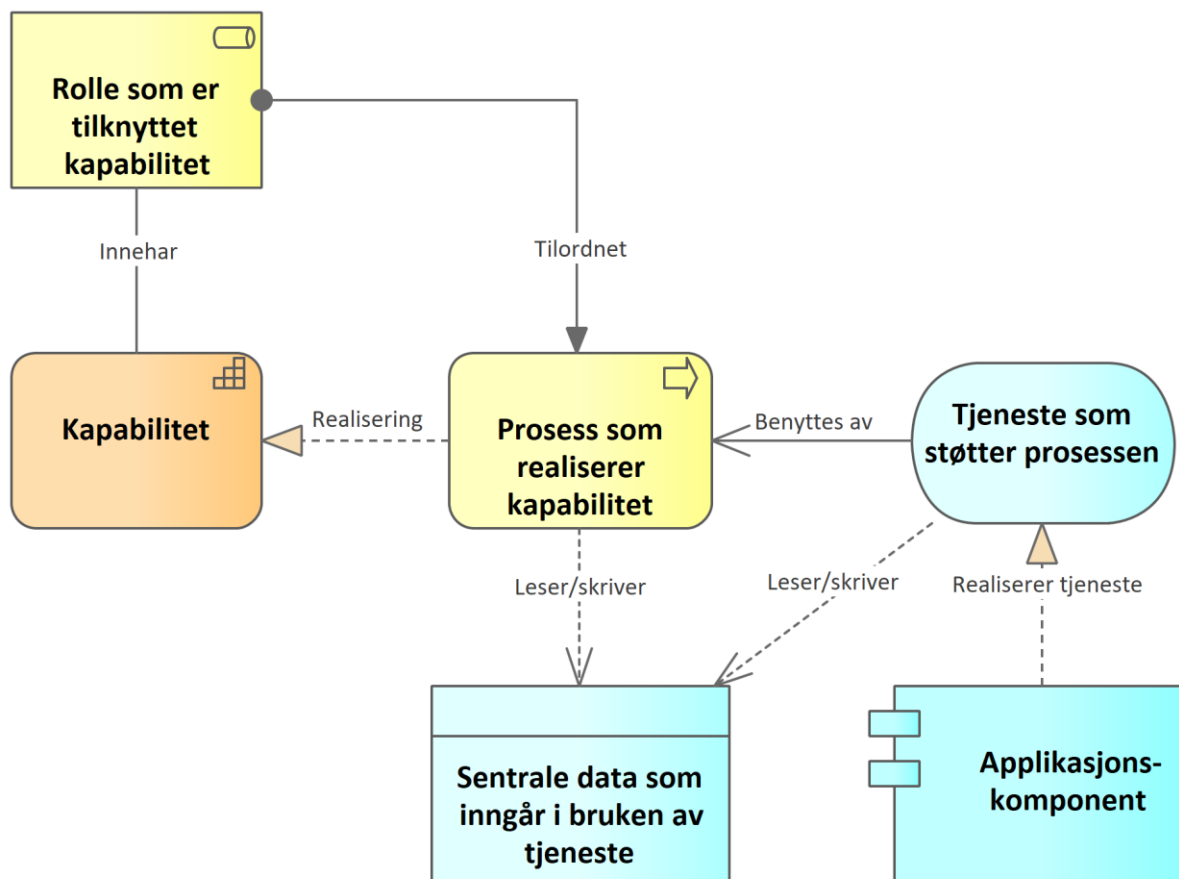 Rolle som er
tilknyttet
kapabilitet
Innehar
Tilordnet
Kapabilitet
Realisering
Prosess som
realiserer
kapabilitet
Benyttes av
Tjeneste som
støtter prosessen
Leser/skriver
Leser/skriver
Realiserer tjeneste
Sentrale data som
inngår i bruken av
tjeneste
Applikasjons-
komponent